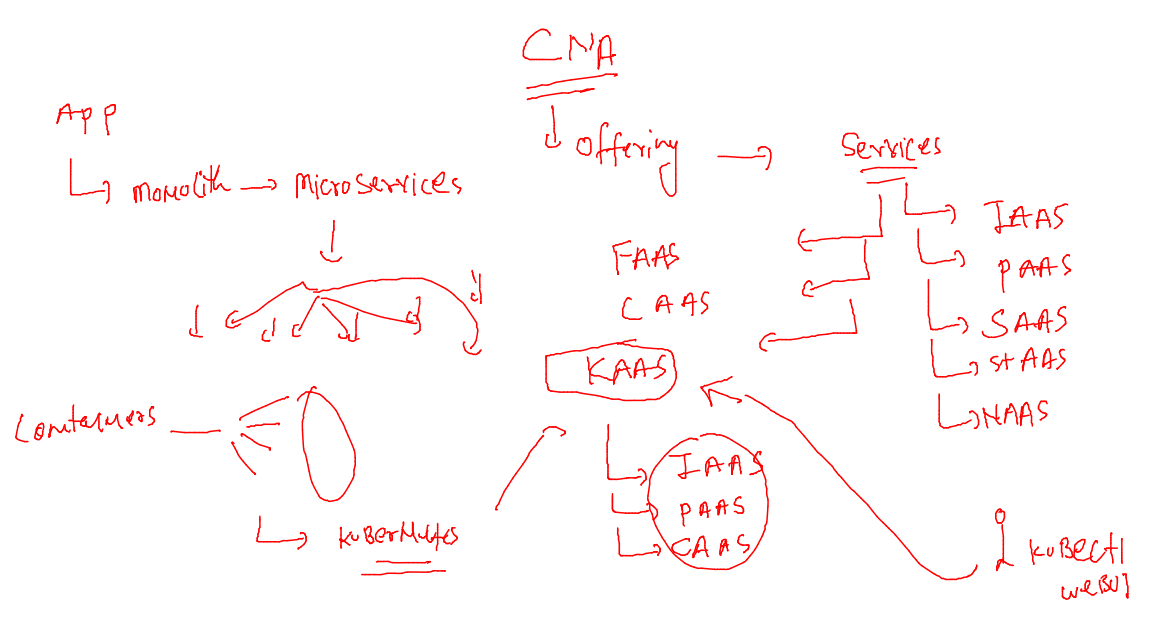 CNA
App
offering
Services
Monolith
Microservices
IAAS
PAAS
SAAS
StAAS
NAAS
FAAS
CAAS
KAAS
Containers
Kubernutes
IAAS
PAAS
CAAS
Kubectl
WebUI